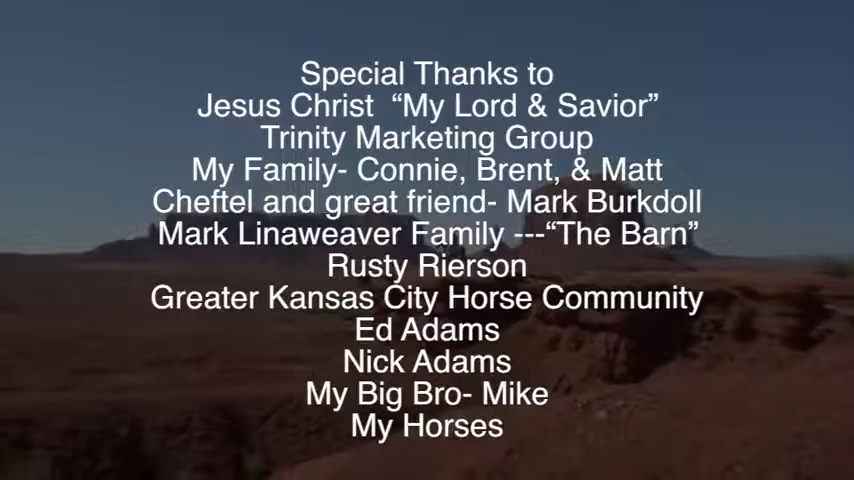 Special Thanks to
Jesus Christ  “My Lord & Savior”
Trinity Marketing Group
My Family- Connie, Brent, & Matt
Cheftel and great friend- Mark Burkdoll
Mark Linaweaver Family ---“The Barn”
Rusty Rierson
Greater Kansas City Horse Community
Ed Adams
Nick Adams
My Big Bro- Mike
My Horses